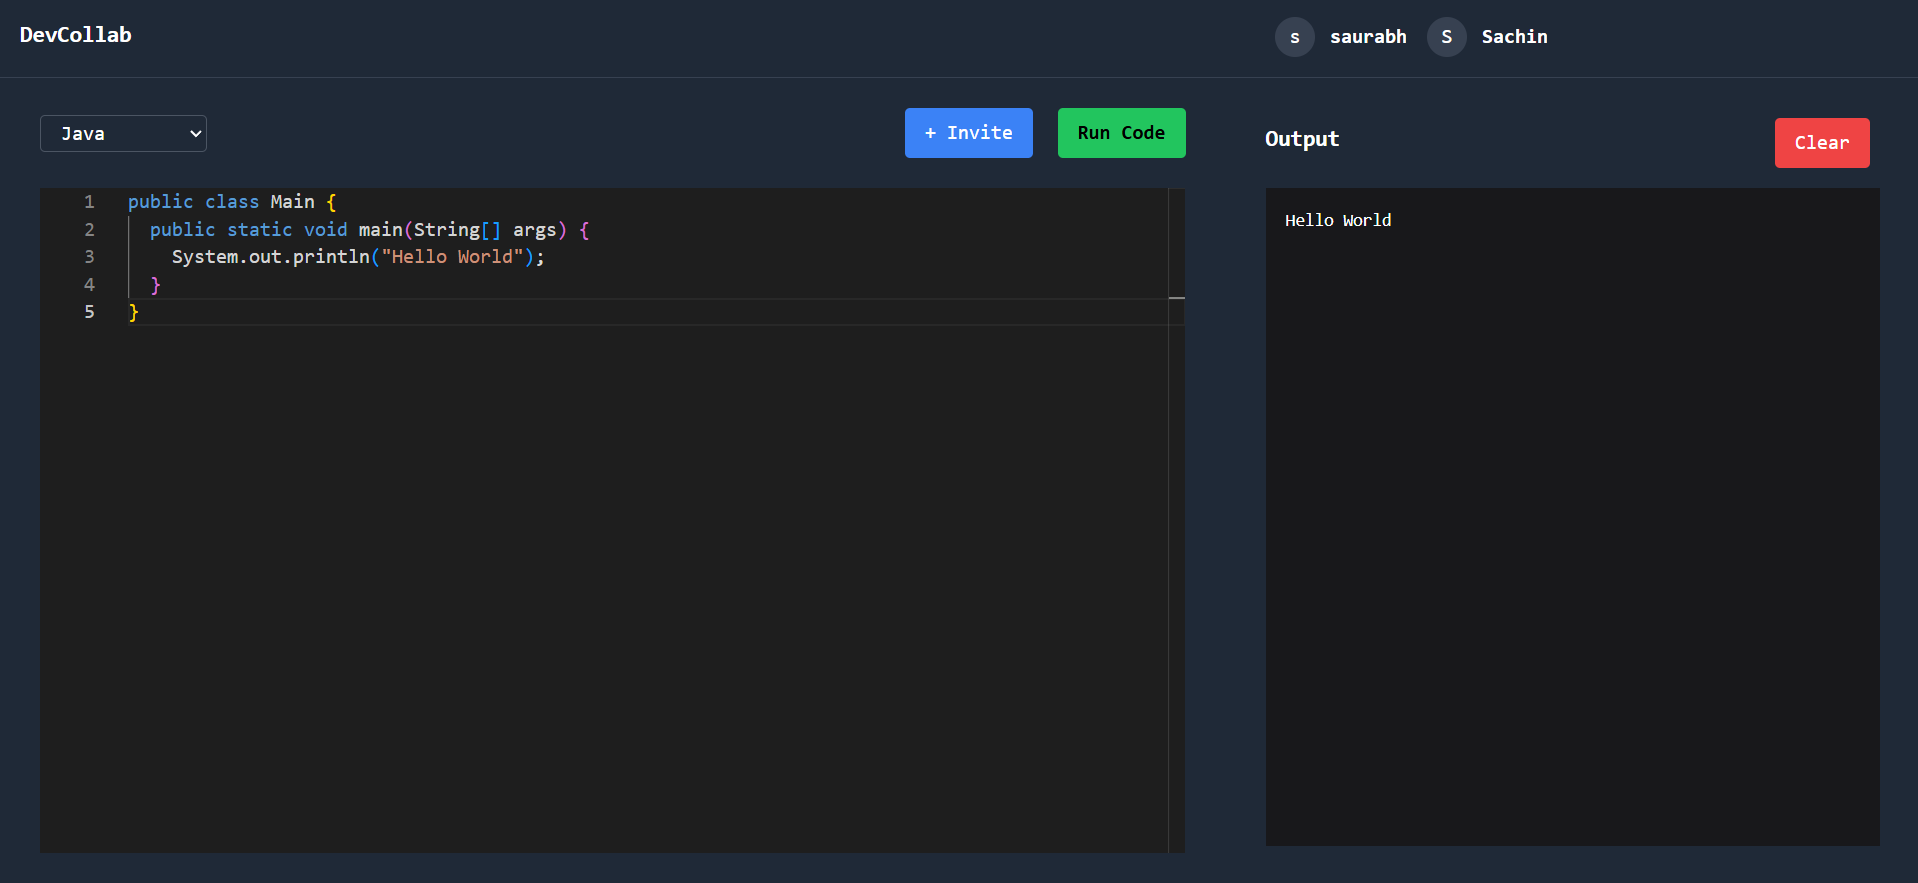 DevCollab
s saurabh S Sachin
Java
+ Invite
Run Code
1 public class Main {
2   public static void main(String[] args) {
3     System.out.println("Hello World");
4   }
5 }
Output
Clear
Hello World